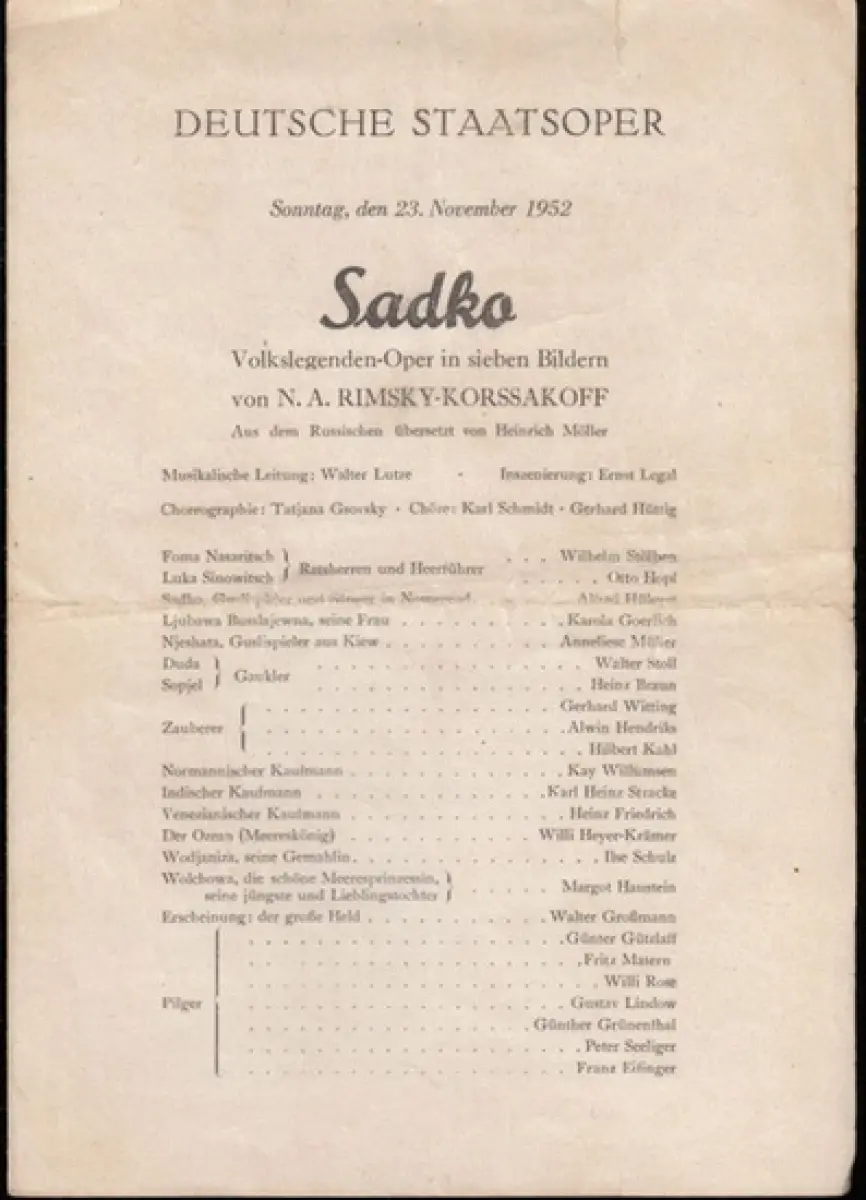 DEUTSCHE STAATSOPER
Sonntag, den 23. November 1952
Sadko
Volkslegenden-Oper in sieben Bildern
von N. A. RIMSKY-KORSSAKOFF
Aus dem Russischen übersetzt von Heinrich Möller
Musikalische Leitung: Walter Lutze · Inszenierung: Ernst Legal
Choreographie: Tatjana Gsovsky · Chöre: Karl Schmidt · Gerhard Hüttig
Foma Nasaritsch } . . . Wilhelm
Ratsherren und Heerführer
Luka Sinowitsch } . . . . . Otto Hopf
Sadko, und in
Ljubawa Busslajewna, seine Frau . . . . . . . . Karola Goerlich
Njeshata, Guslispieler aus Kiew . . . . . . . . . Anneliese Müller
Duda } . . . . . . . . . . . . . Walter Stoll
Gaukler
Sopjel } . . . . . . . . . . . . . Heinz Braun
{ . . . . . . . . . . . . . . Gerhard Witting
Zauberer . . . . . . . . . . . . . . . Alwin Hendriks
. . . . . . . . . . . . . . . Hilbert Kahl
Normannischer Kaufmann . . . . . . . . . . . Kay Willumsen
Indischer Kaufmann . . . . . . . . . . . . Karl Heinz Stracke
Venezianischer Kaufmann . . . . . . . . . . . Heinz Friedrich
Der Ozean (Meereskönig) . . . . . . . . . Willi Heyer-Krämer
Wodjaniza, seine Gemahlin . . . . . . . . . . . . . Ilse Schulz
Wolchowa, die schöne Meeresprinzessin, }
. . . . . Margot Haustein
seine jüngste und Lieblingstochter }
Erscheinung: der große Held . . . . . . . . . . Walter Großmann
. . . . . . . . . . . . . . . Günter Gützlaff
. . . . . . . . . . . . . . . . Fritz Matern
. . . . . . . . . . . . . . . . . Willi Rose
Pilger . . . . . . . . . . . . . . . Gustav Lindow
. . . . . . . . . . . . . Günther Grünenthal
. . . . . . . . . . . . . . . . Peter Seeliger
. . . . . . . . . . . . . . . Franz Eifinger